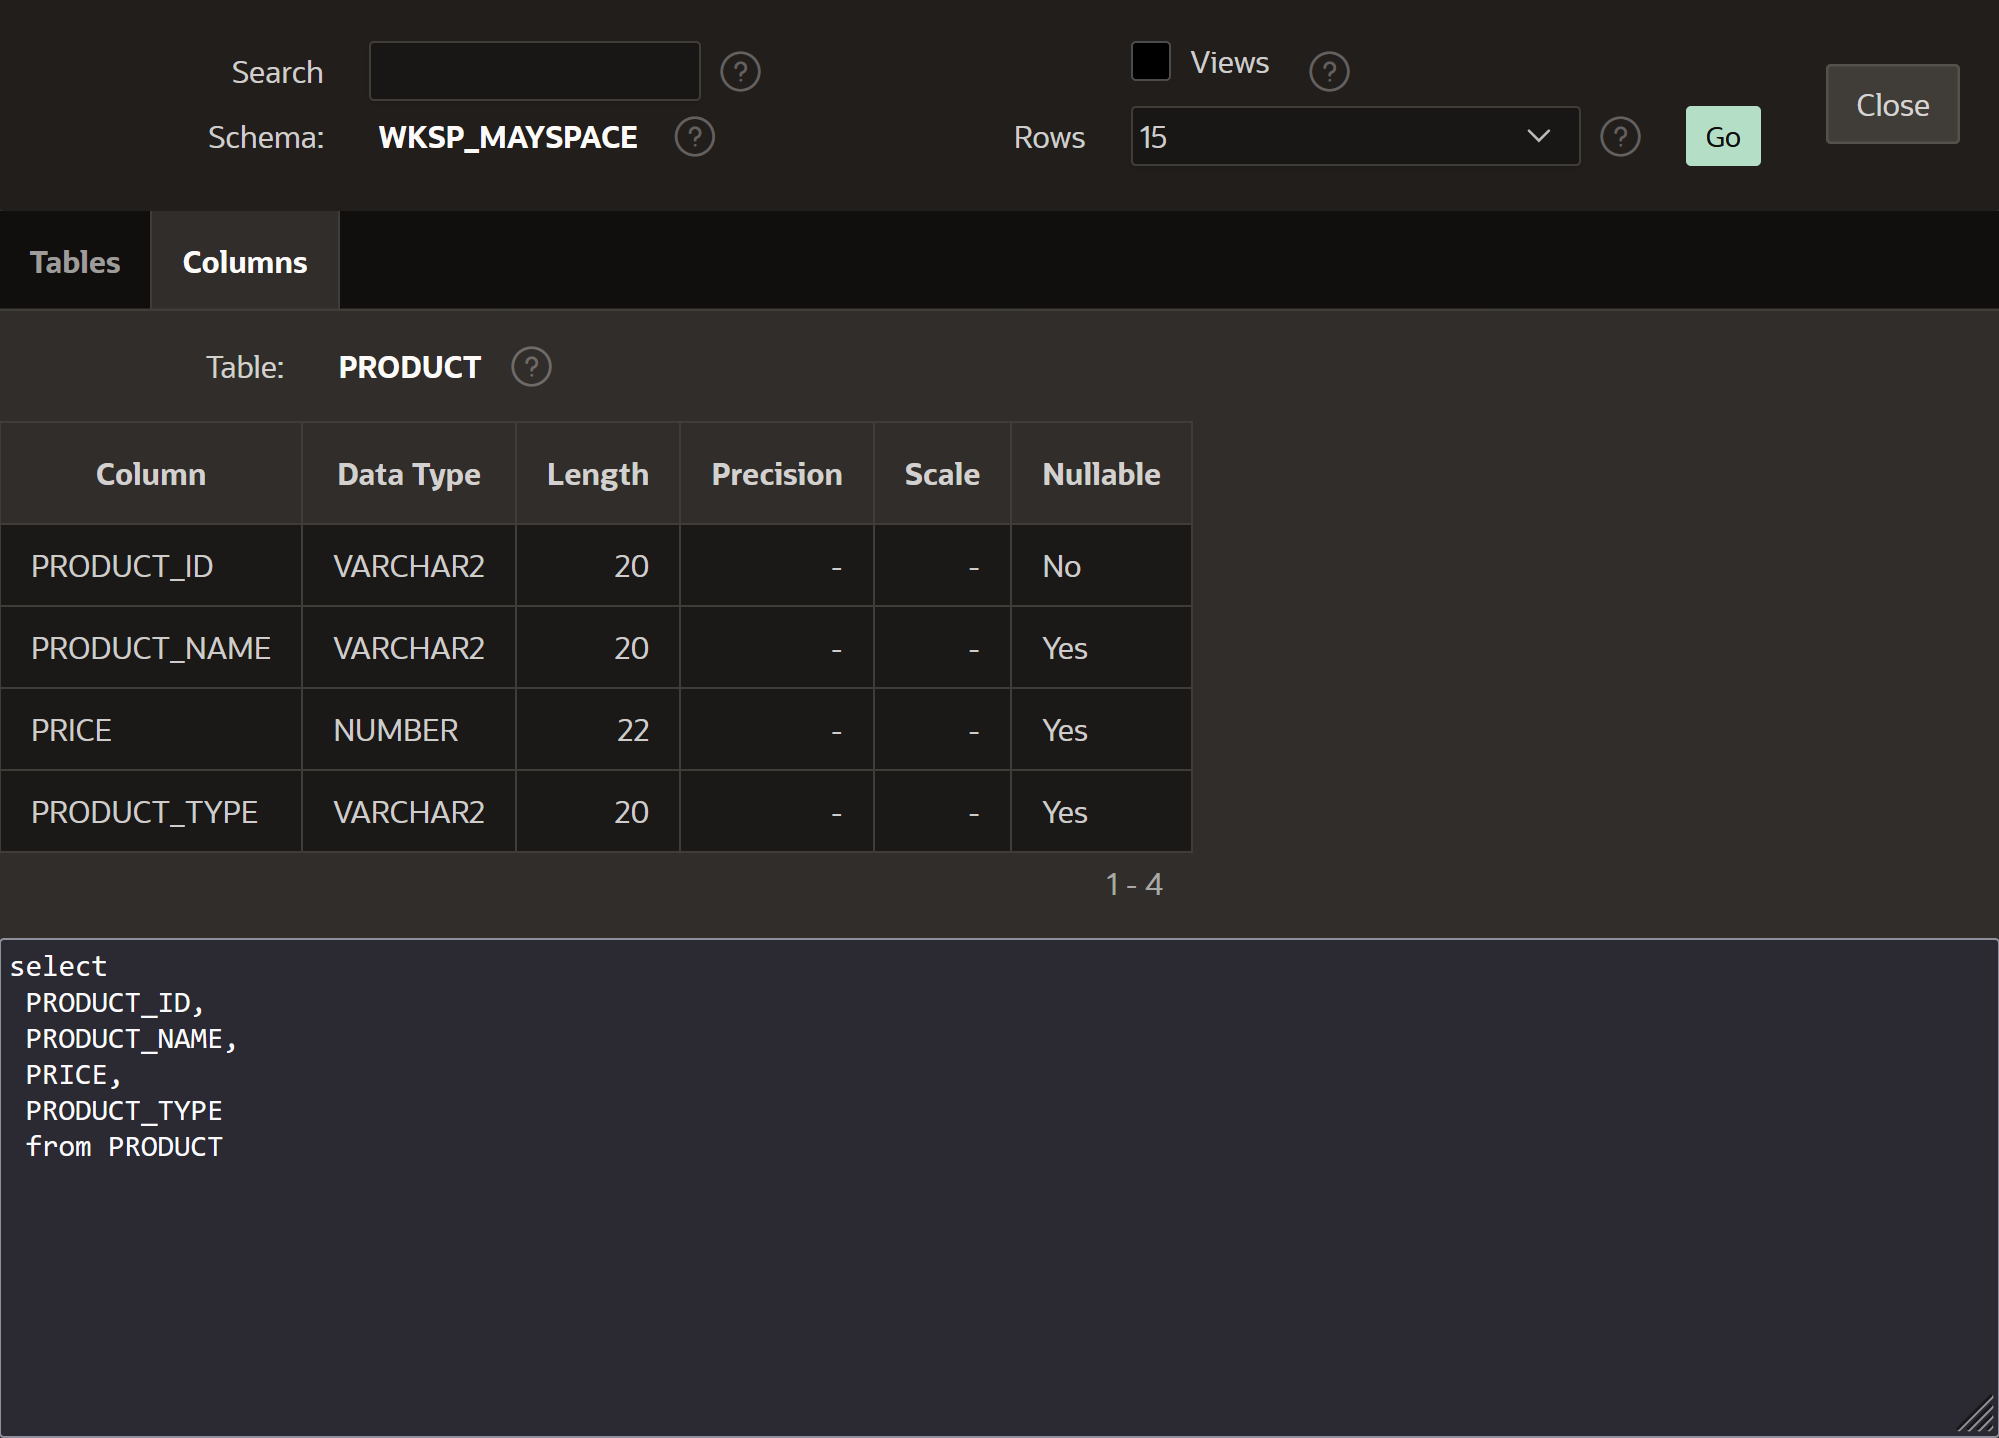 Search ? Views ?
Close
Schema: WKSP_MAYSPACE ? Rows 15 ? Go
Tables Columns
Table: PRODUCT ?
Column Data Type Length Precision Scale Nullable
PRODUCT_ID VARCHAR2 20 - - No
PRODUCT_NAME VARCHAR2 20 - - Yes
PRICE NUMBER 22 - - Yes
PRODUCT_TYPE VARCHAR2 20 - - Yes
1 - 4
select
PRODUCT_ID,
PRODUCT_NAME,
PRICE,
PRODUCT_TYPE
from PRODUCT